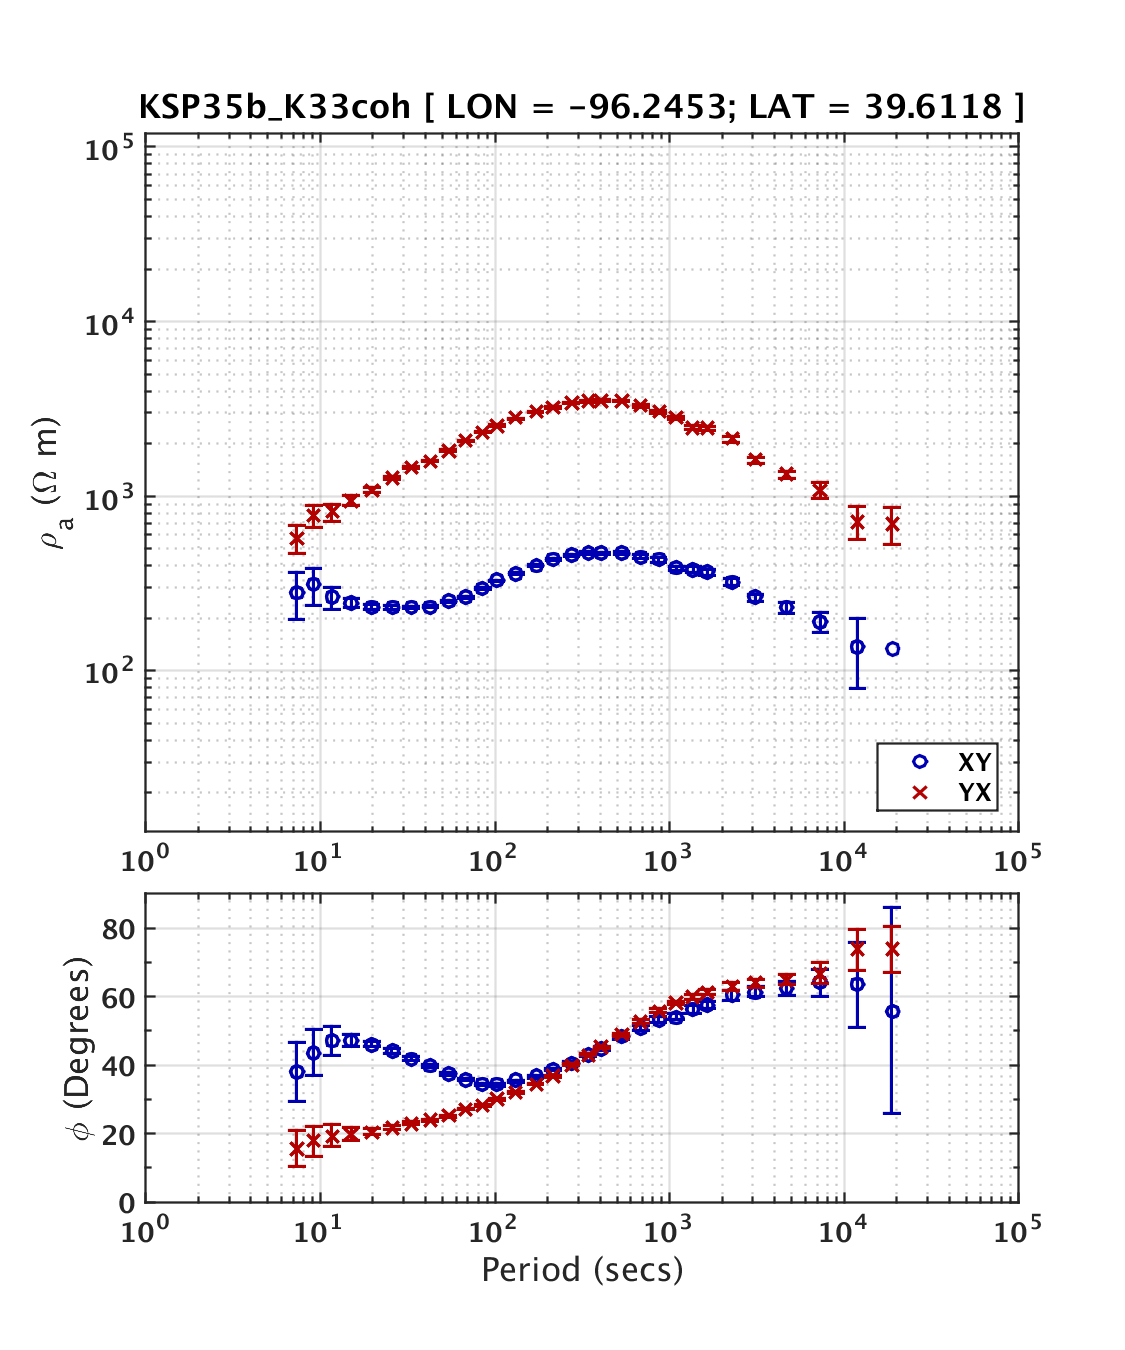 KSP35b_K33coh [ LON = -96.2453; LAT = 39.6118 ]
10^5
10^4
10^3
10^2
ρ_a (Ω m)
XY
YX
10^0 10^1 10^2 10^3 10^4 10^5
80
60
40
20
0
ϕ (Degrees)
10^0 10^1 10^2 10^3 10^4 10^5
Period (secs)